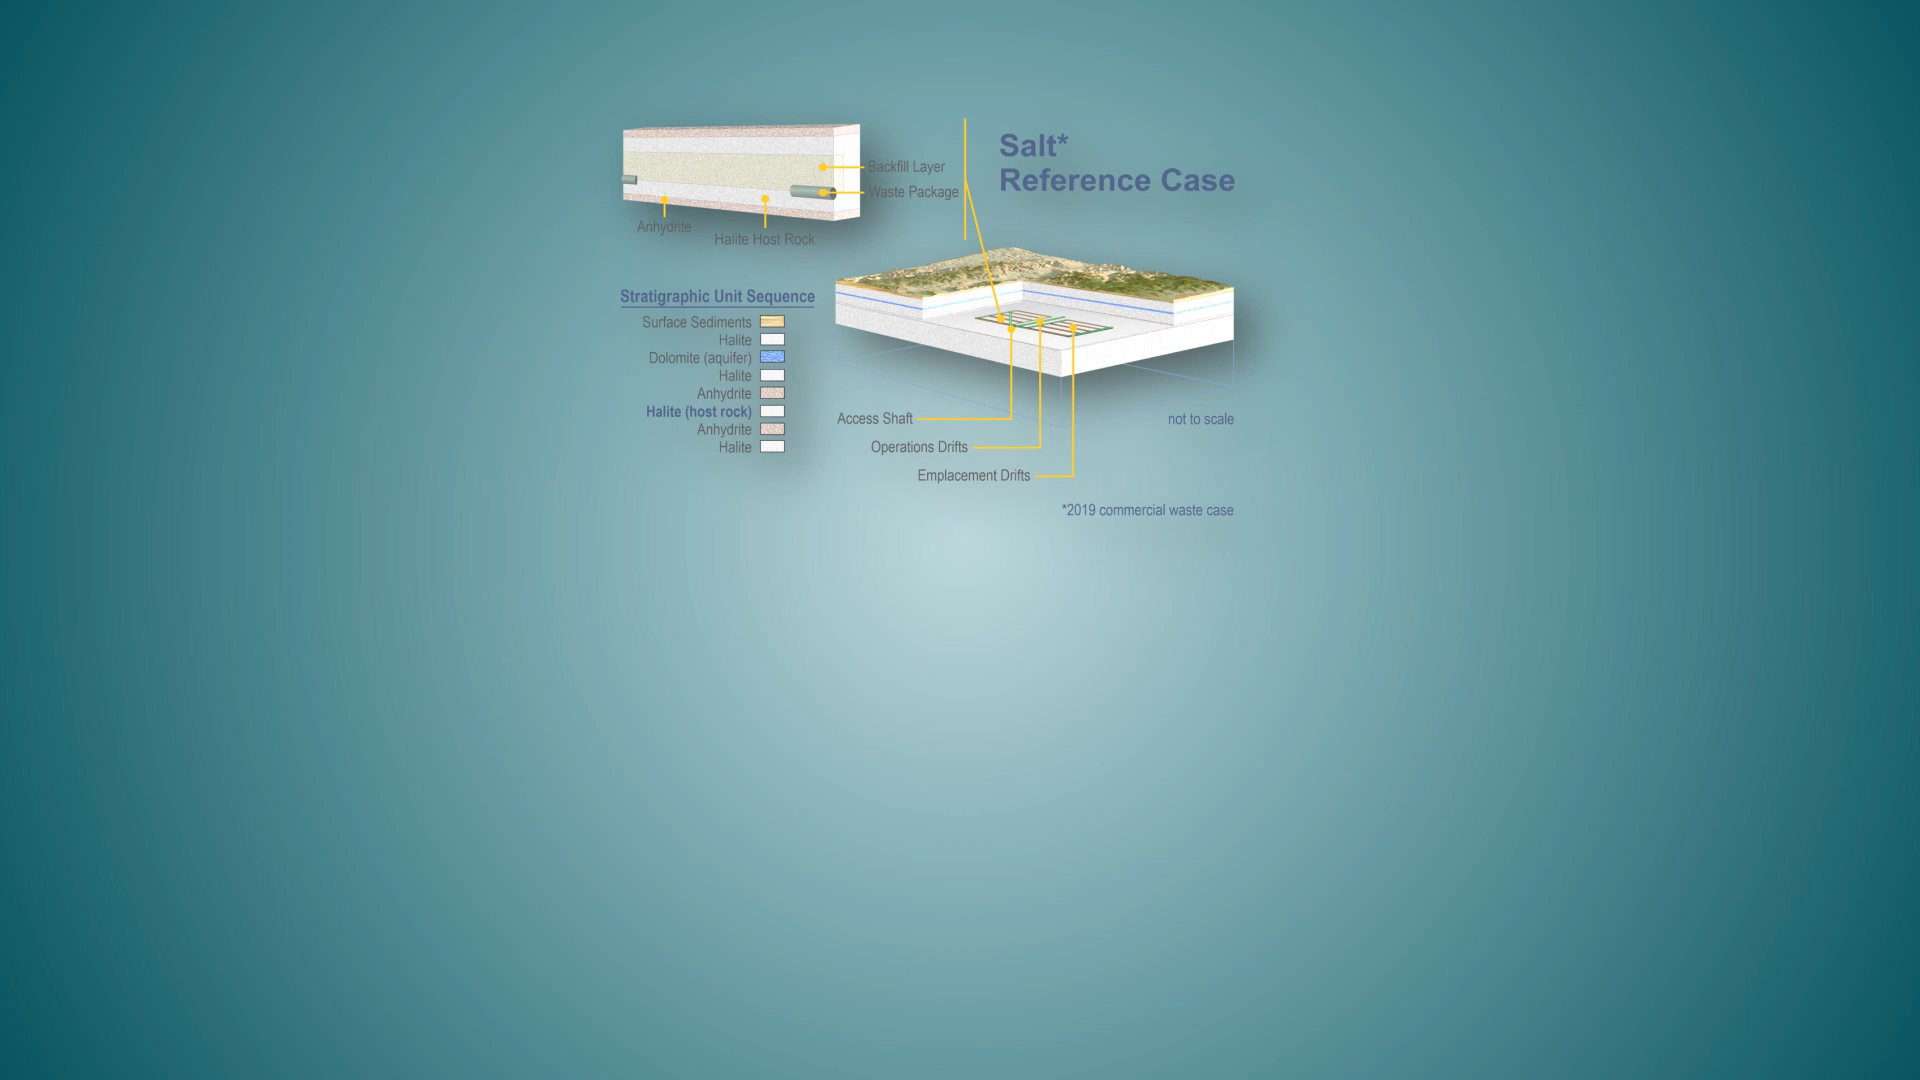 Salt*
Reference Case
Backfill Layer
Waste Package
Anhydrite
Halite Host Rock
Stratigraphic Unit Sequence
Surface Sediments
Halite
Dolomite (aquifer)
Halite
Anhydrite
Halite (host rock)
Anhydrite
Halite
Access Shaft
not to scale
Operations Drifts
Emplacement Drifts
*2019 commercial waste case